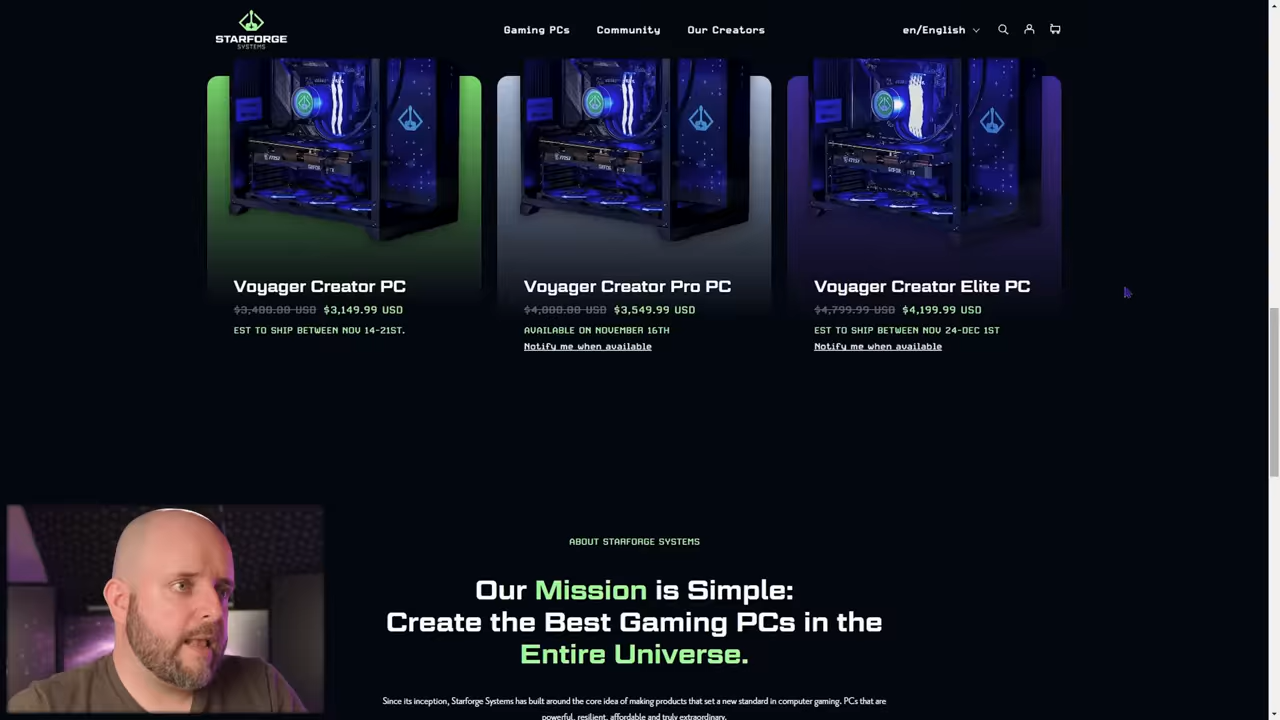 STARFORGE
SYSTEMS
Gaming PCs
Community
Our Creators
en/English
Voyager Creator PC
$3,400.00 USD $3,149.99 USD
EST TO SHIP BETWEEN NOV 14-21ST.
Voyager Creator Pro PC
$4,000.00 USD $3,549.99 USD
AVAILABLE ON NOVEMBER 16TH
Notify me when available
Voyager Creator Elite PC
$4,799.99 USD $4,199.99 USD
EST TO SHIP BETWEEN NOV 24-DEC 1ST
Notify me when available
ABOUT STARFORGE SYSTEMS
Our Mission is Simple:
Create the Best Gaming PCs in the
Entire Universe.
Since its inception, Starforge Systems has built around the core idea of making products that set a new standard in computer gaming. PCs that are
powerful, resilient, affordable and truly extraordinary.